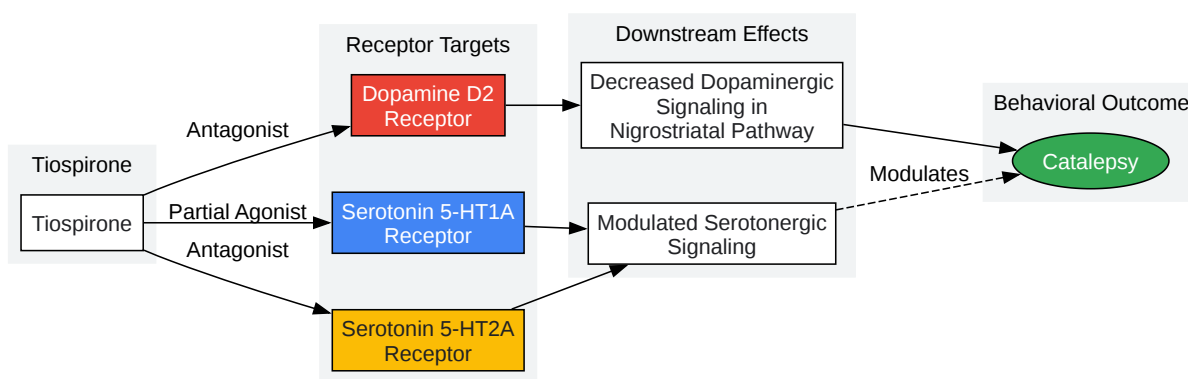 Tiospirone
Tiospirone
Antagonist
Partial Agonist
Antagonist
Receptor Targets
Dopamine D2
Receptor
Serotonin 5-HT1A
Receptor
Serotonin 5-HT2A
Receptor
Downstream Effects
Decreased Dopaminergic
Signaling in
Nigrostriatal Pathway
Modulated Serotonergic
Signaling
Modulates
Behavioral Outcome
Catalepsy